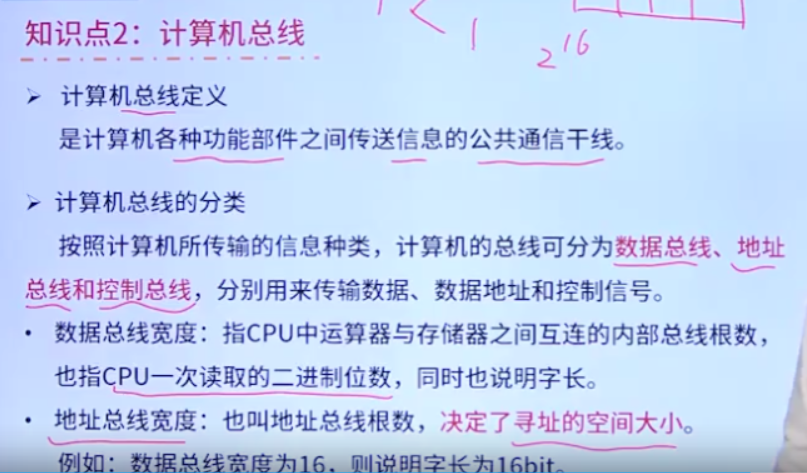 1
2^16
知识点2：计算机总线
➢ 计算机总线定义
是计算机各种功能部件之间传送信息的公共通信干线。
➢ 计算机总线的分类
按照计算机所传输的信息种类，计算机的总线可分为数据总线、地址
总线和控制总线，分别用来传输数据、数据地址和控制信号。
• 数据总线宽度：指CPU中运算器与存储器之间互连的内部总线根数，
也指CPU一次读取的二进制位数，同时也说明字长。
• 地址总线宽度：也叫地址总线根数，决定了寻址的空间大小。
例如：数据总线宽度为16，则说明字长为16bit。